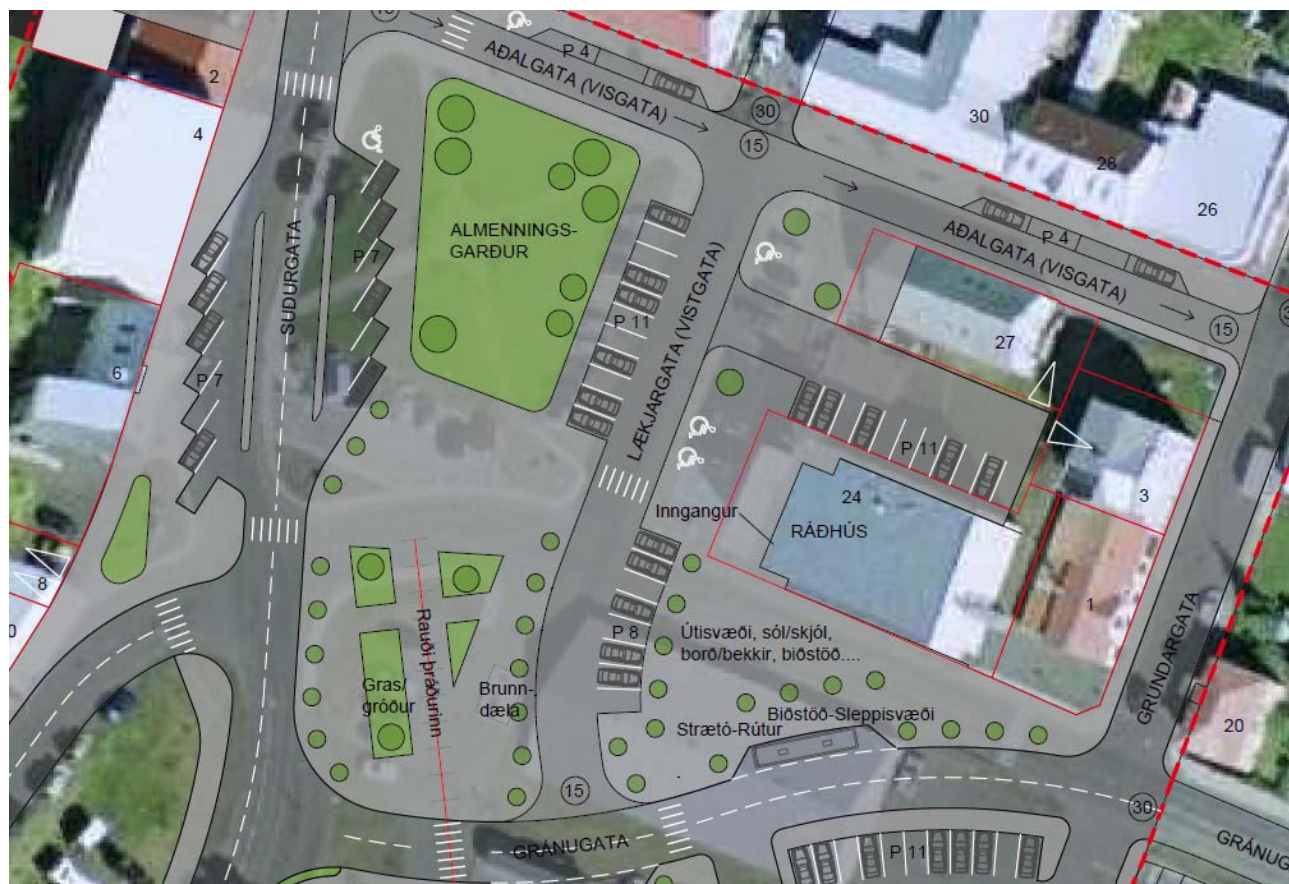 10
2
4
P 4
AÐALGATA (VISGATA)
30
15
30
28
26
AÐALGATA (VISGATA)
P 4
15
ALMENNINGS-
GARÐUR
SUÐURGATA
P 7
P 7
6
P 11
LÆKJARGATA (VISTGATA)
27
P 11
3
24
Inngangur
RÁÐHÚS
1
8
Rauði þráðurinn
P 8
Útisvæði, sól/skjól,
borð/bekkir, biðstöð....
Gras/
gróður
Brunn-
dæla
Biðstöð-Sleppisvæði
Strætó-Rútur
GRUNDARGATA
20
15
30
GRÁNUGATA
P 11
GRÁNUGATA